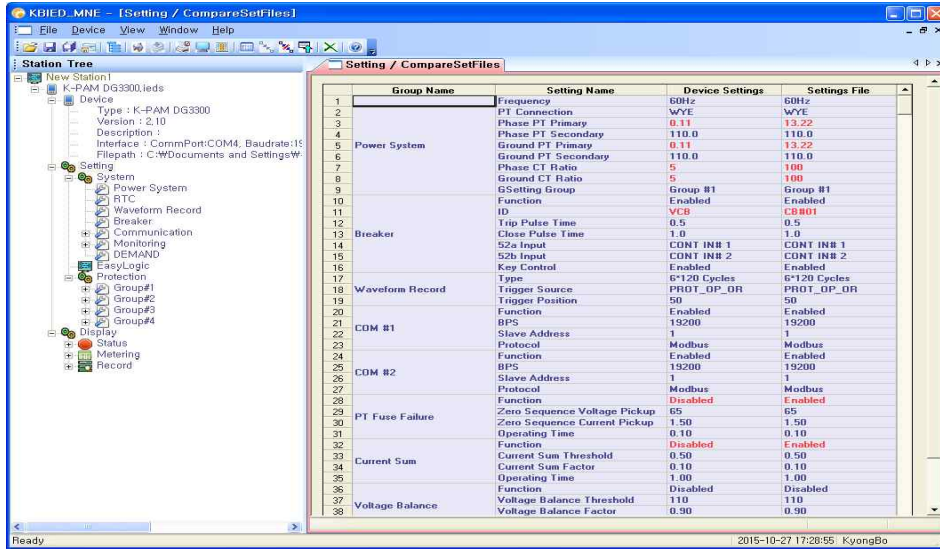 KBIED_MNE - [Setting / CompareSetFiles]
File Device View Window Help
Station Tree
New Station1
K-PAM DG3300.ieds
Device
Type : K-PAM DG3300
Version : 2,10
Description :
Interface : CommPort:COM4, Baudrate:19
Filepath : C:₩Documents and Settings₩
Setting
System
Power System
RTC
Waveform Record
Breaker
Communication
Monitoring
DEMAND
EasyLogic
Protection
Group#1
Group#2
Group#3
Group#4
Display
Status
Metering
Record
Setting / CompareSetFiles
Group Name Setting Name Device Settings Settings File
1 Frequency 60Hz 60Hz
2 PT Connection WYE WYE
3 Phase PT Primary 0.11 13.22
4 Phase PT Secondary 110.0 110.0
5 Power System Ground PT Primary 0.11 13.22
6 Ground PT Secondary 110.0 110.0
7 Phase CT Ratio 5 100
8 Ground CT Ratio 5 100
9 GSetting Group Group #1 Group #1
10 Function Enabled Enabled
11 ID VCB CB#01
12 Trip Pulse Time 0.5 0.5
13 Breaker Close Pulse Time 1.0 1.0
14 52a Input CONT IN# 1 CONT IN# 1
15 52b Input CONT IN# 2 CONT IN# 2
16 Key Control Enabled Enabled
17 Type 6*120 Cycles 6*120 Cycles
18 Waveform Record Trigger Source PROT_OP_OR PROT_OP_OR
19 Trigger Position 50 50
20 Function Enabled Enabled
21 COM #1 BPS 19200 19200
22 Slave Address 1 1
23 Protocol Modbus Modbus
24 Function Enabled Enabled
25 COM #2 BPS 19200 19200
26 Slave Address 1 1
27 Protocol Modbus Modbus
28 Function Disabled Enabled
29 PT Fuse Failure Zero Sequence Voltage Pickup 65 65
30 Zero Sequence Current Pickup 1.50 1.50
31 Operating Time 0.10 0.10
32 Function Disabled Enabled
33 Current Sum Current Sum Threshold 0.50 0.50
34 Current Sum Factor 0.10 0.10
35 Operating Time 1.00 1.00
36 Function Disabled Disabled
37 Voltage Balance Voltage Balance Threshold 110 110
38 Voltage Balance Factor 0.90 0.90
Ready
2015-10-27 17:28:55 KyongBo